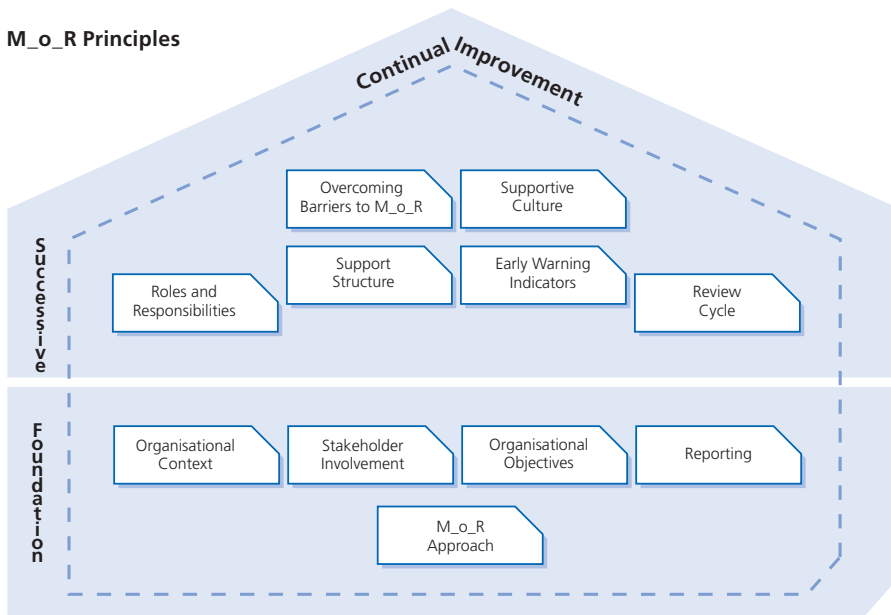 M_o_R Principles
Continual Improvement
Overcoming
Barriers to M_o_R
Supportive
Culture
Successive
Support
Structure
Early Warning
Indicators
Roles and
Responsibilities
Review
Cycle
Foundation
Organisational
Context
Stakeholder
Involvement
Organisational
Objectives
Reporting
M_o_R
Approach